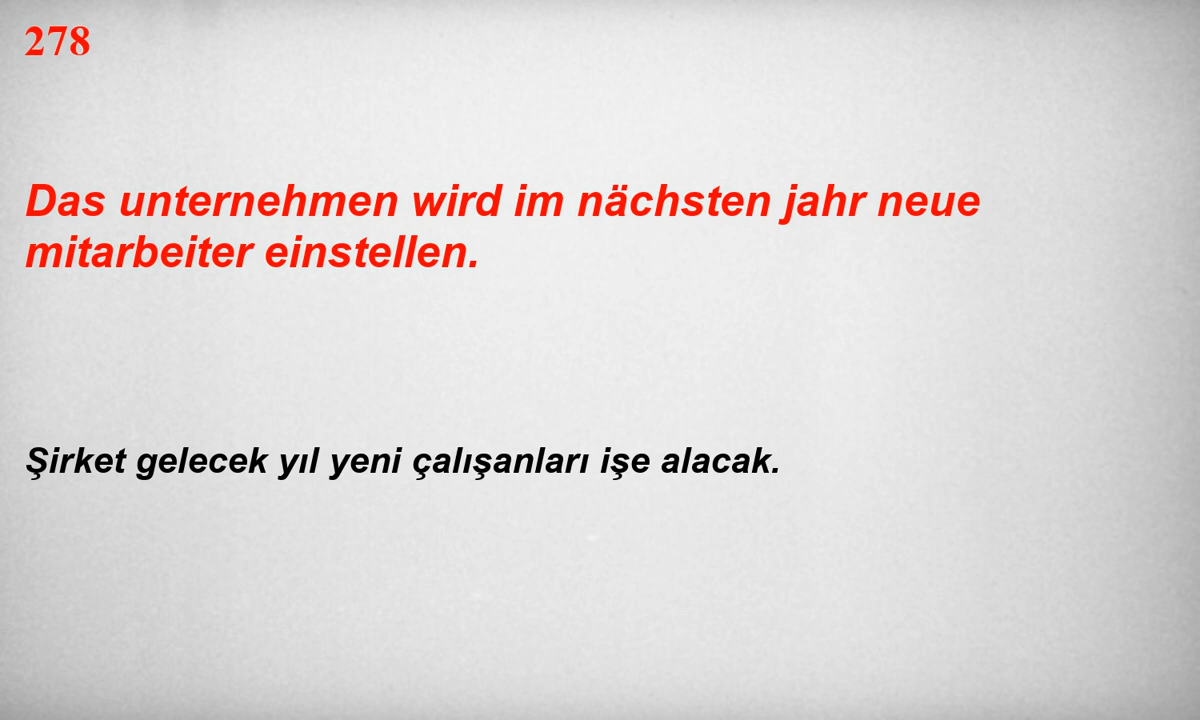 278
Das unternehmen wird im nächsten jahr neue
mitarbeiter einstellen.
Şirket gelecek yıl yeni çalışanları işe alacak.